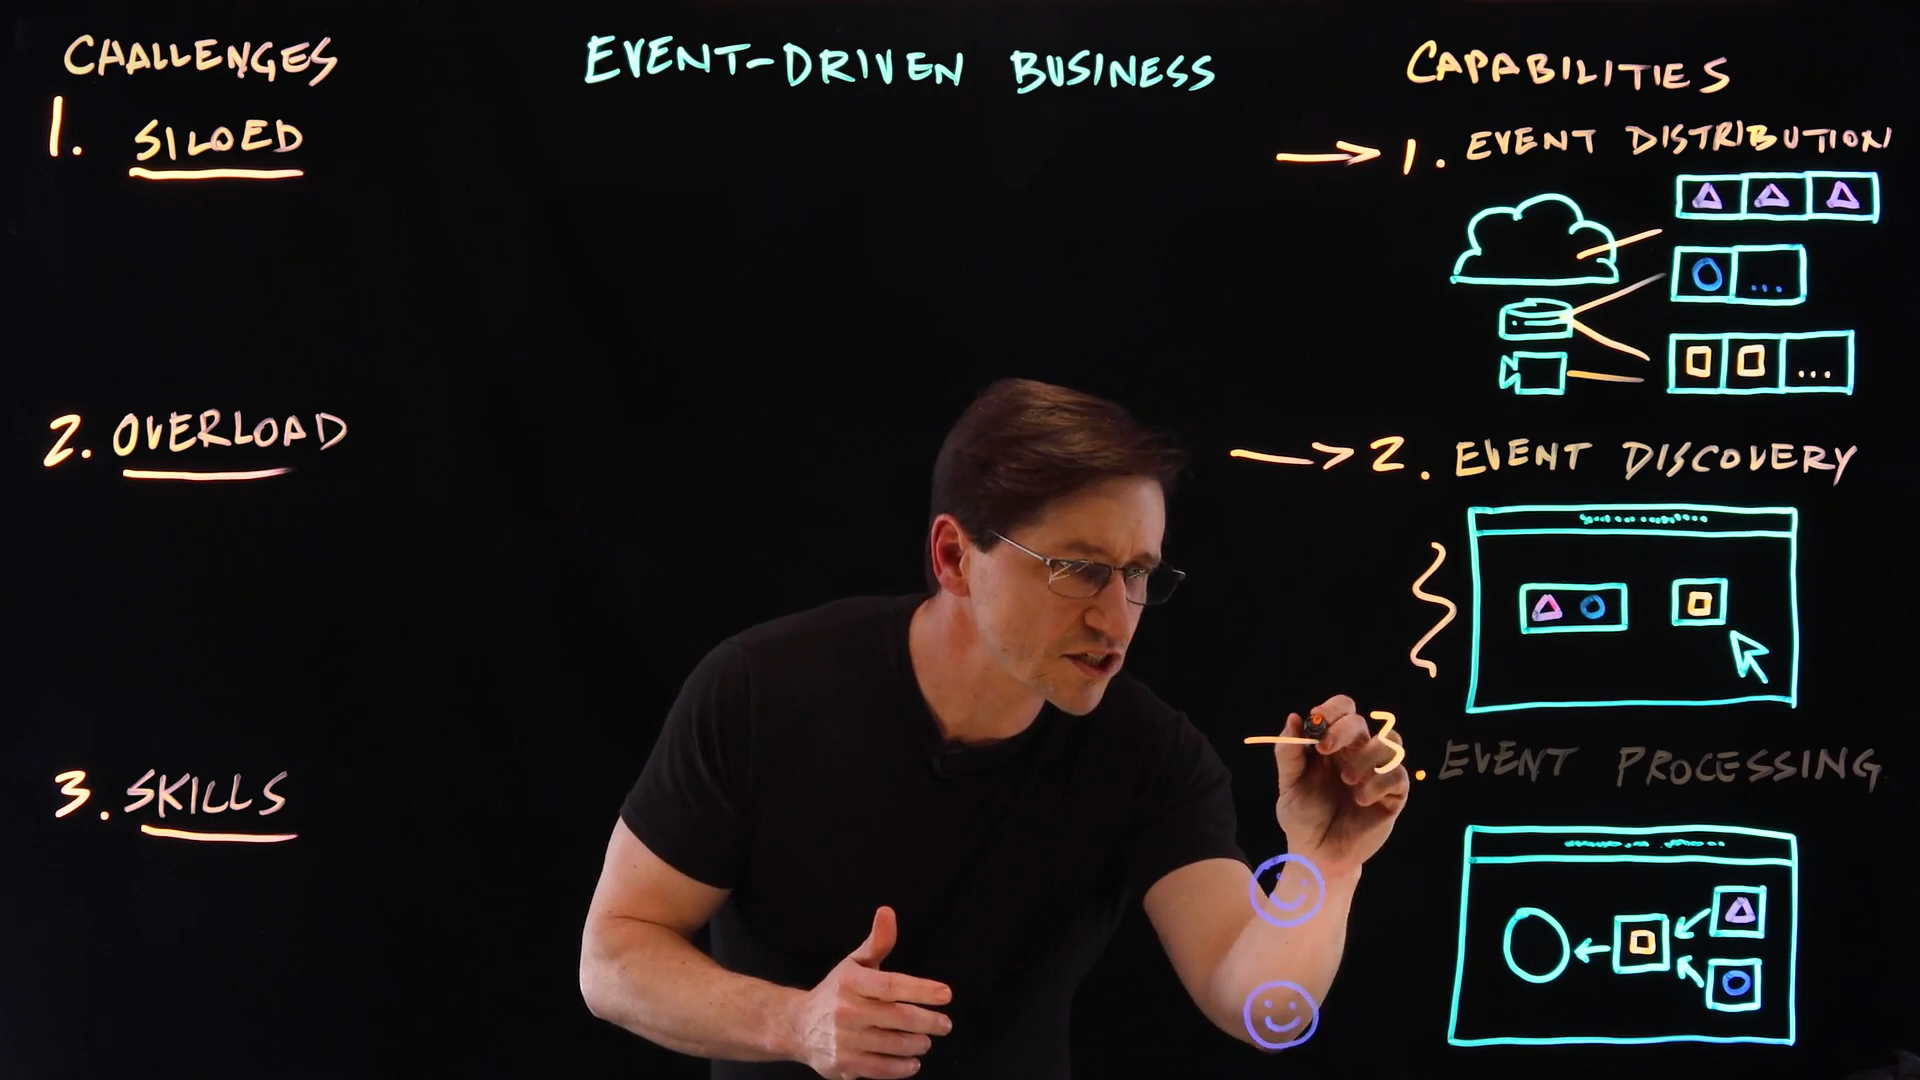 CHALLENGES
1. SILOED
2. OVERLOAD
3. SKILLS
EVENT-DRIVEN BUSINESS
CAPABILITIES
1. EVENT DISTRIBUTION
...
...
2. EVENT DISCOVERY
3. EVENT PROCESSING